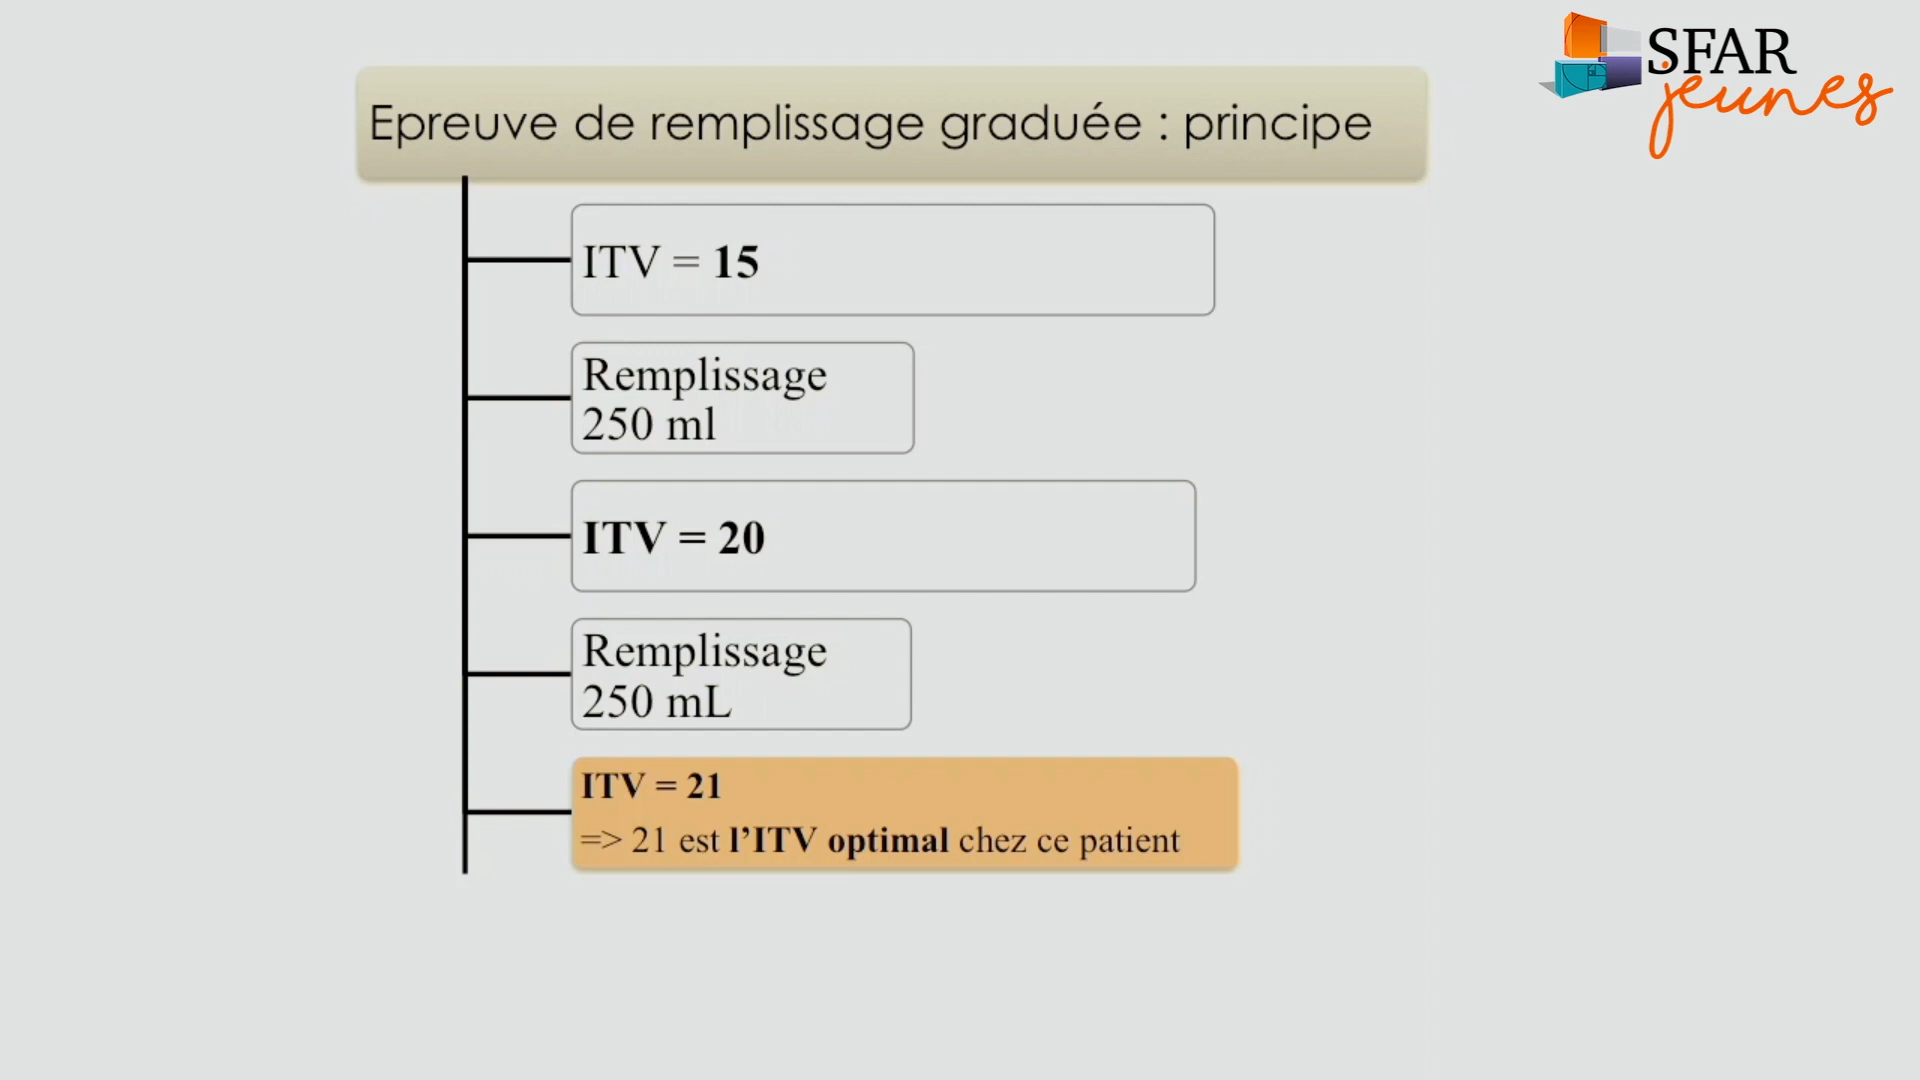 SFAR
jeunes
Epreuve de remplissage graduée : principe
ITV = 15
Remplissage
250 ml
ITV = 20
Remplissage
250 mL
ITV = 21
=> 21 est l’ITV optimal chez ce patient